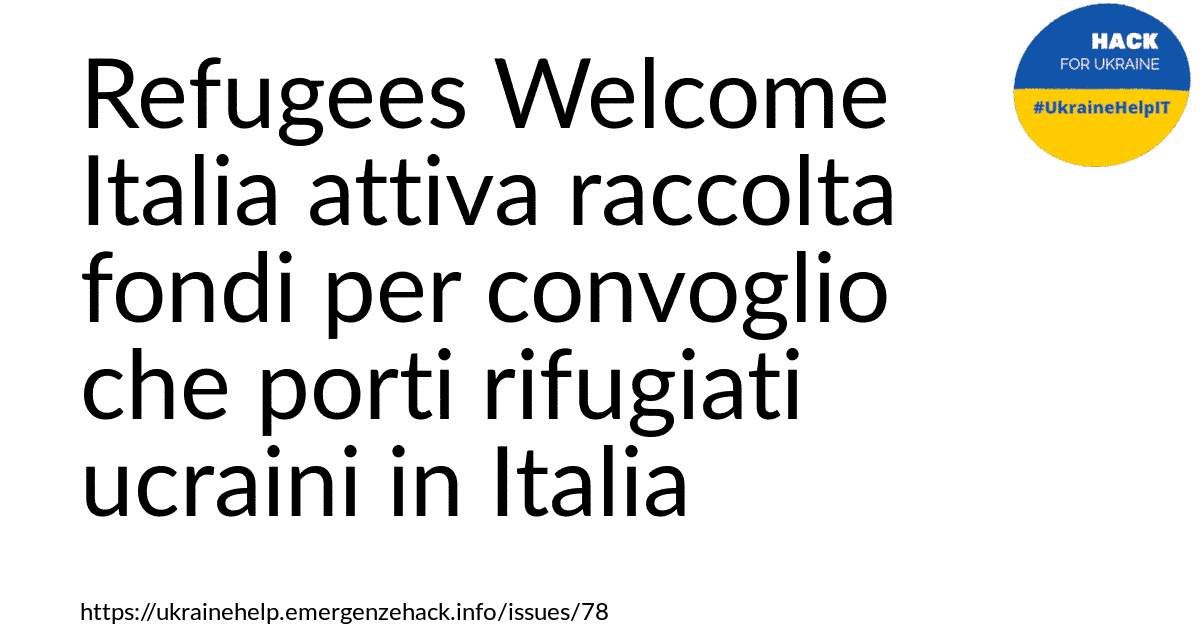 Refugees Welcome
Italia attiva raccolta
fondi per convoglio
che porti rifugiati
ucraini in Italia
HACK
FOR UKRAINE
#UkraineHelpIT
https://ukrainehelp.emergenzehack.info/issues/78